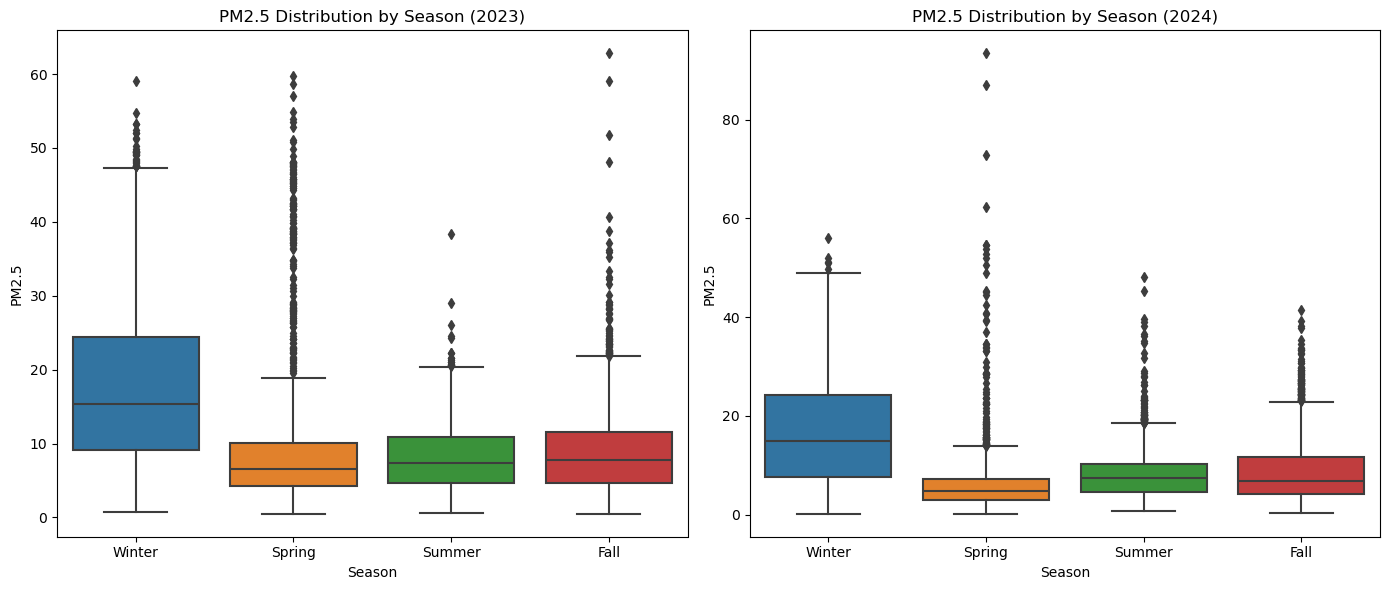 PM2.5 Distribution by Season (2023)
PM2.5
60
50
40
30
20
10
0
Winter Spring Summer Fall
Season
PM2.5 Distribution by Season (2024)
PM2.5
80
60
40
20
0
Winter Spring Summer Fall
Season